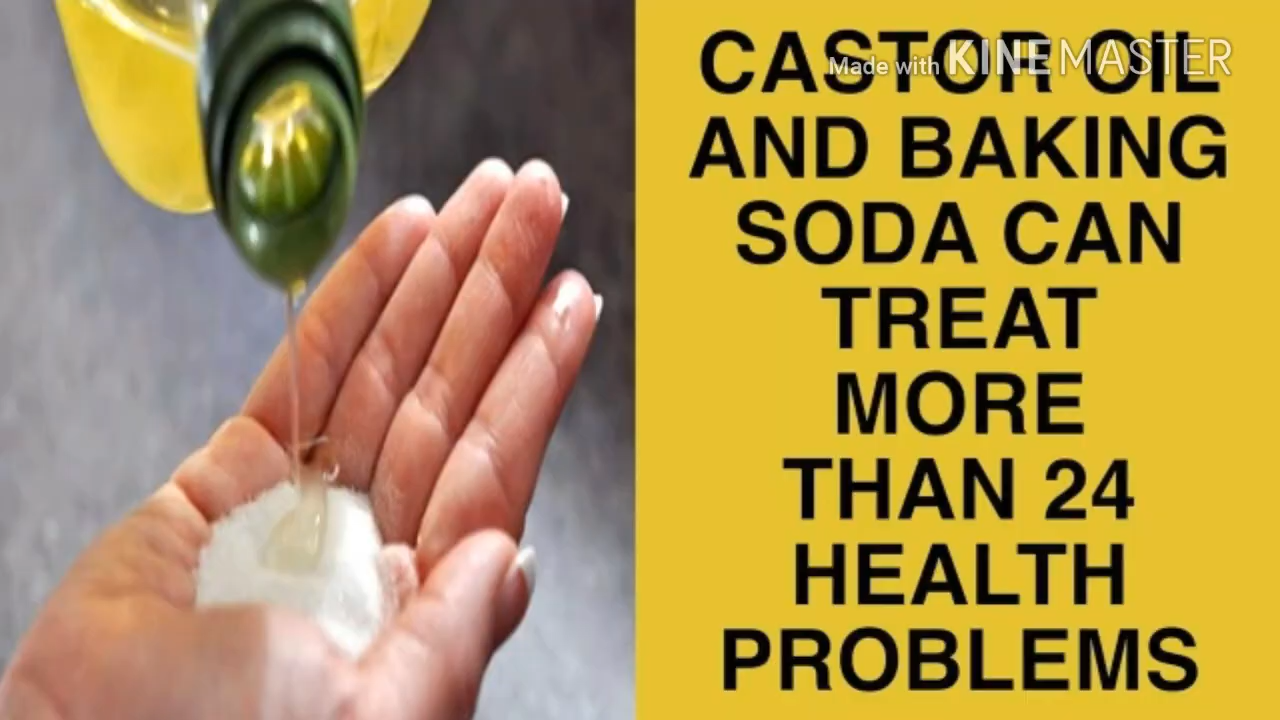 CASTOR OIL
Made with KINEMASTER
AND BAKING
SODA CAN
TREAT
MORE
THAN 24
HEALTH
PROBLEMS